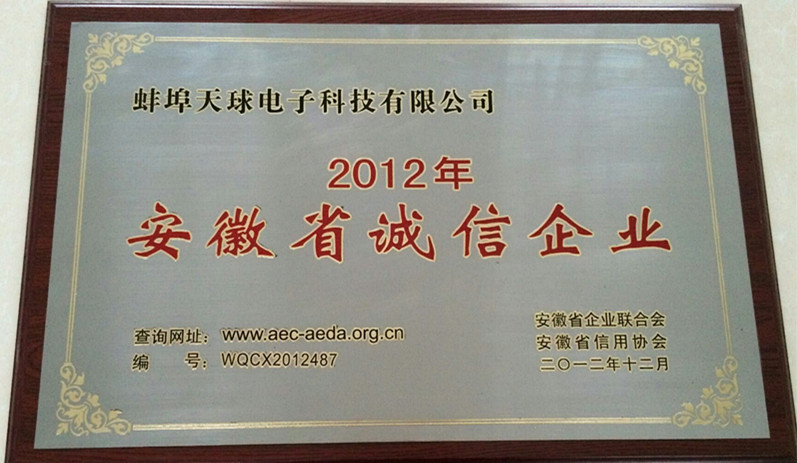 蚌埠天球电子科技有限公司
2012年
安徽省诚信企业
查询网址：www.aec-aeda.org.cn
编 号：WQCX2012487
安徽省企业联合会
安徽省信用协会
二〇一二年十二月